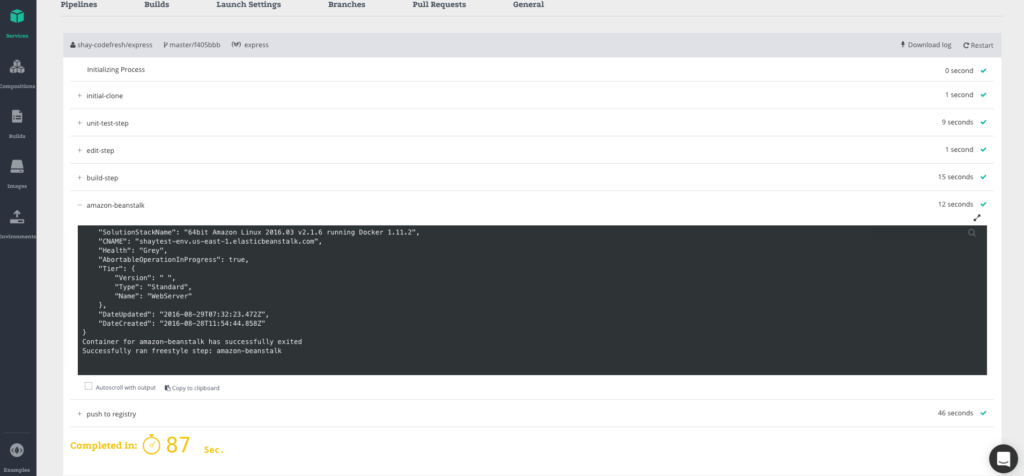 Pipelines Builds Launch Settings Branches Pull Requests General
Services
Compositions
Builds
Images
Environments
Examples
shay-codefresh/express master/f405bbb express Download log Restart
Initializing Process 0 second
+ initial-clone 1 second
+ unit-test-step 9 seconds
+ edit-step 1 second
+ build-step 15 seconds
− amazon-beanstalk 12 seconds
"SolutionStackName": "64bit Amazon Linux 2016.03 v2.1.6 running Docker 1.11.2",
"CNAME": "shaytest-env.us-east-1.elasticbeanstalk.com",
"Health": "Grey",
"AbortableOperationInProgress": true,
"Tier": {
"Version": " ",
"Type": "Standard",
"Name": "WebServer"
},
"DateUpdated": "2016-08-29T07:32:23.472Z",
"DateCreated": "2016-08-28T11:54:44.858Z"
}
Container for amazon-beanstalk has successfully exited
Successfully ran freestyle step: amazon-beanstalk
Autoscroll with output Copy to clipboard
+ push to registry 46 seconds
Completed In: 87 Sec.